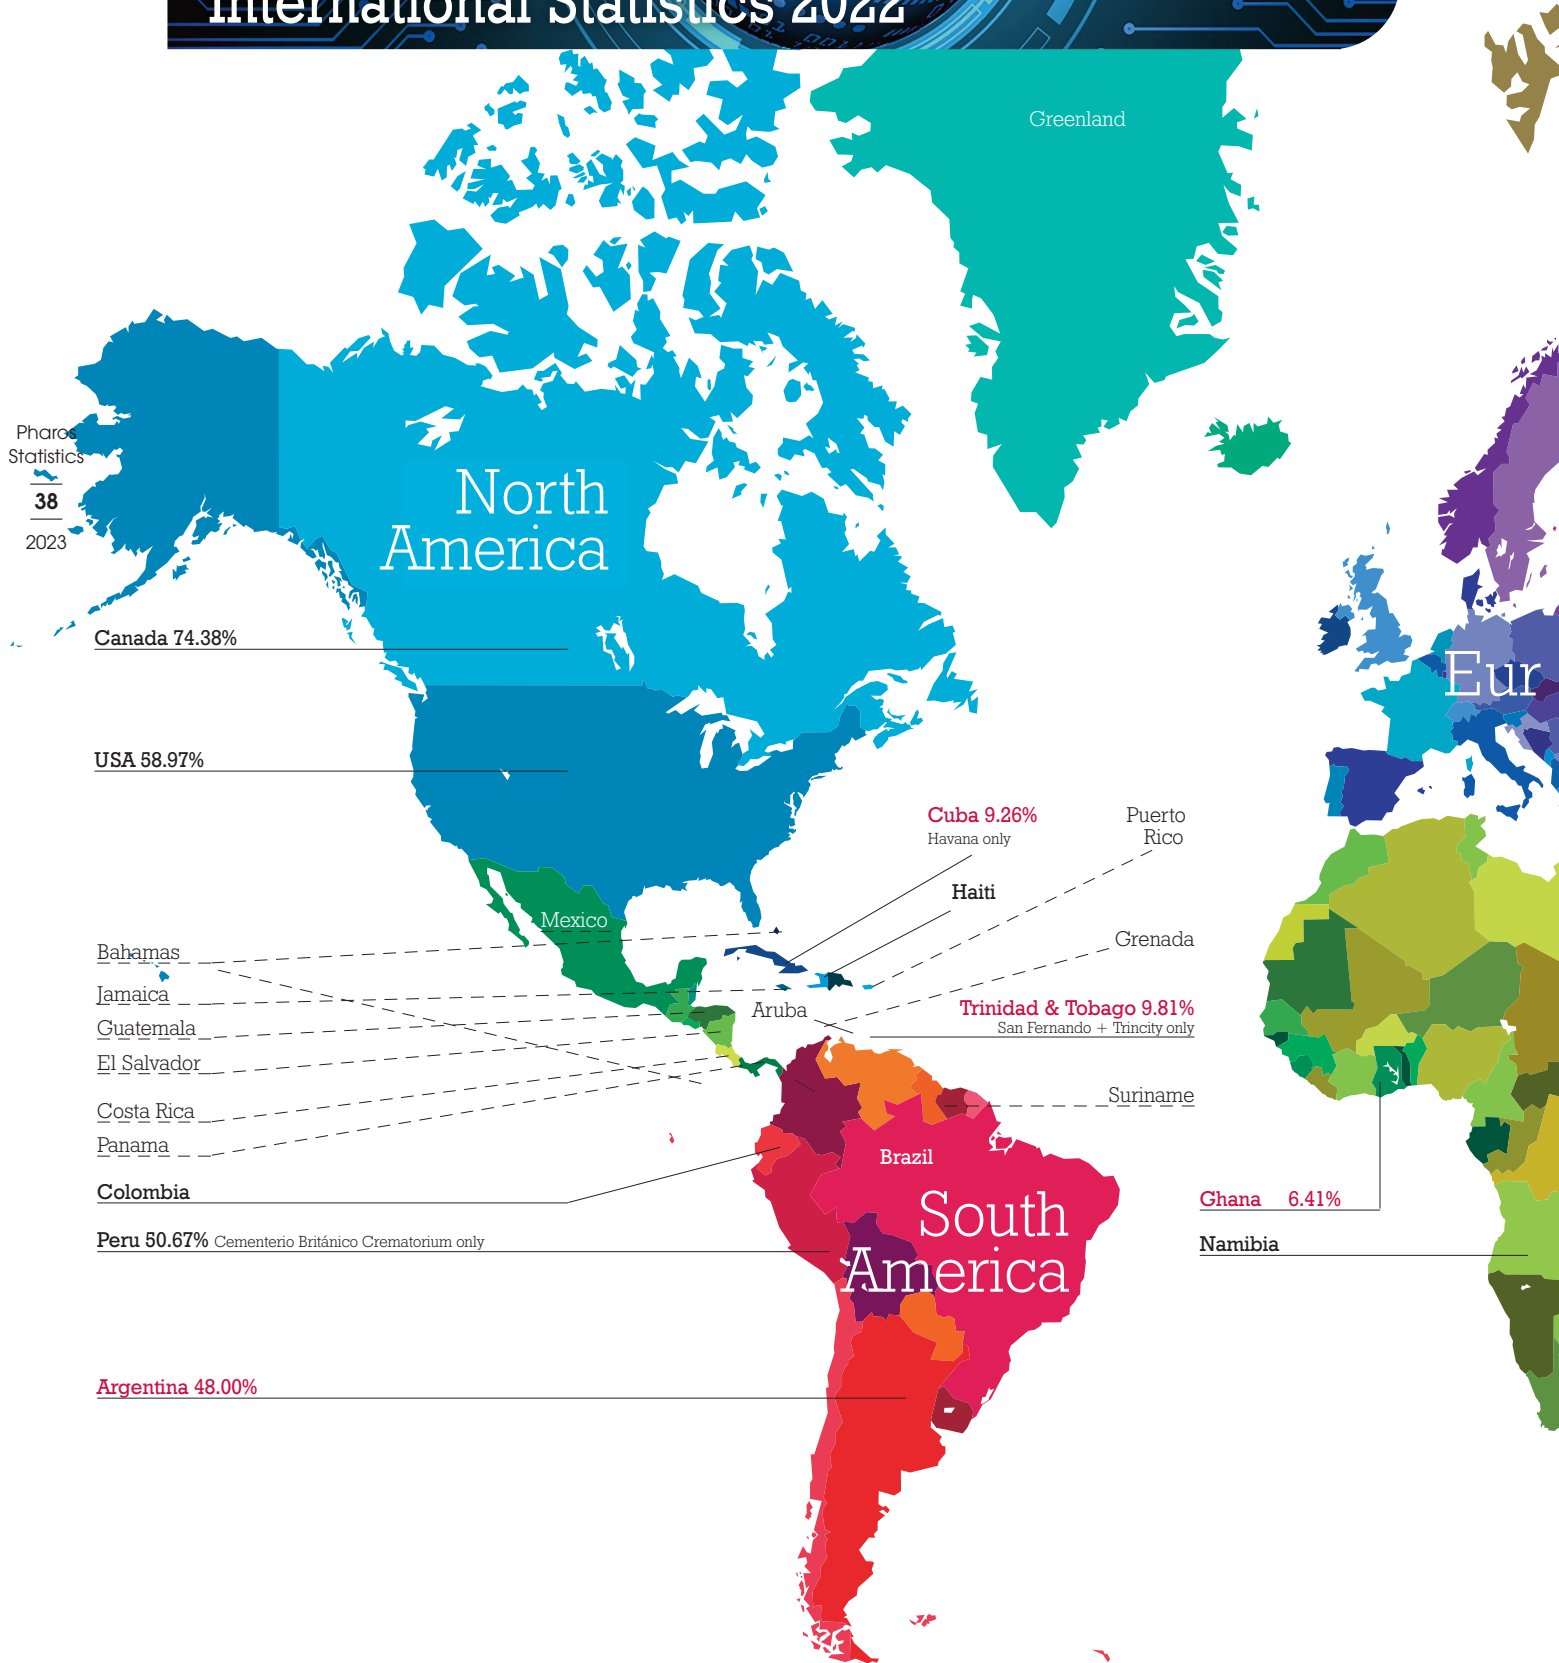 International Statistics 2022
Greenland
Pharos
Statistics
38
2023
North
America
Canada 74.38%
USA 58.97%
Eur
Cuba 9.26%
Havana only
Puerto
Rico
Haiti
Mexico
Grenada
Bahamas
Jamaica
Aruba
Trinidad & Tobago 9.81%
San Fernando + Trincity only
Guatemala
El Salvador
Costa Rica
Suriname
Panama
Brazil
Colombia
South
America
Ghana 6.41%
Peru 50.67% Cementerio Británico Crematorium only
Namibia
Argentina 48.00%